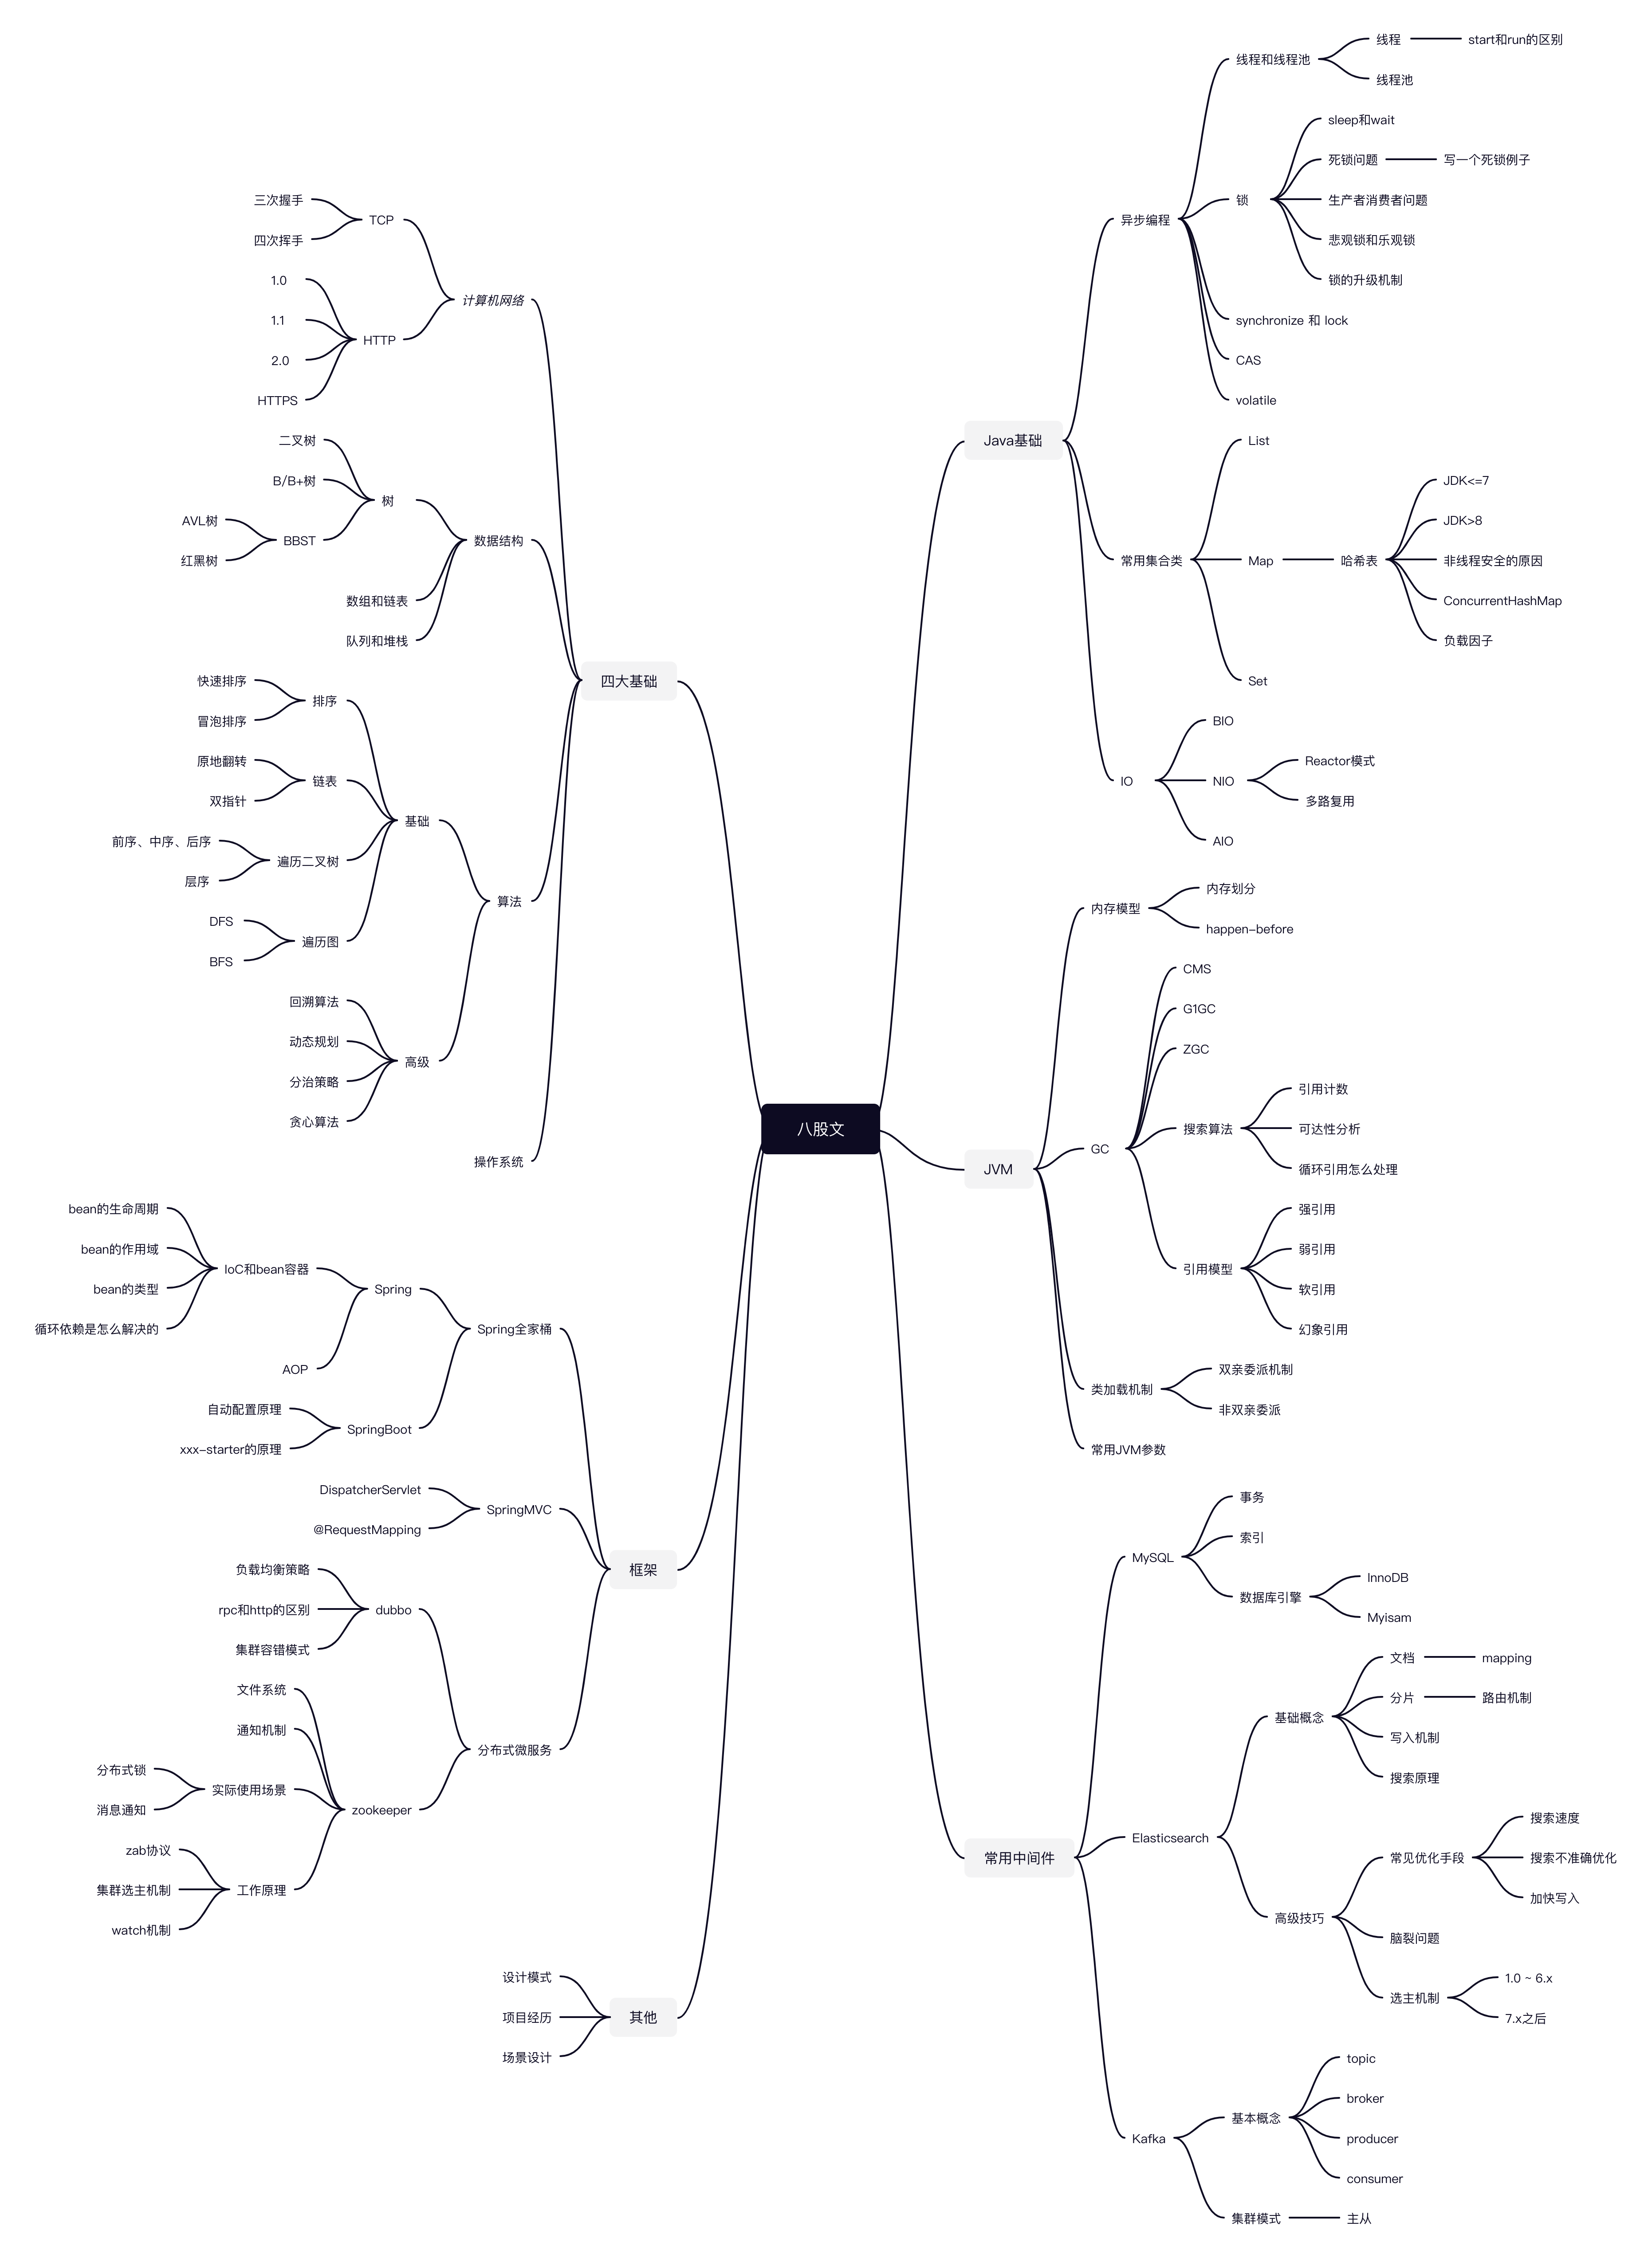 八股文
Java基础
异步编程
线程和线程池
线程
start和run的区别
线程池
锁
sleep和wait
死锁问题
写一个死锁例子
生产者消费者问题
悲观锁和乐观锁
锁的升级机制
synchronize 和 lock
CAS
volatile
常用集合类
List
Map
哈希表
JDK<=7
JDK>8
非线程安全的原因
ConcurrentHashMap
负载因子
Set
IO
BIO
NIO
Reactor模式
多路复用
AIO
JVM
内存模型
内存划分
happen-before
GC
CMS
G1GC
ZGC
搜索算法
引用计数
可达性分析
循环引用怎么处理
引用模型
强引用
弱引用
软引用
幻象引用
类加载机制
双亲委派机制
非双亲委派
常用JVM参数
常用中间件
MySQL
事务
索引
数据库引擎
InnoDB
Myisam
Elasticsearch
基础概念
文档
mapping
分片
路由机制
写入机制
搜索原理
高级技巧
常见优化手段
搜索速度
搜索不准确优化
加快写入
脑裂问题
选主机制
1.0 ~ 6.x
7.x之后
Kafka
基本概念
topic
broker
producer
consumer
集群模式
主从
四大基础
计算机网络
TCP
三次握手
四次挥手
HTTP
1.0
1.1
2.0
HTTPS
数据结构
树
二叉树
B/B+树
BBST
AVL树
红黑树
数组和链表
队列和堆栈
算法
基础
排序
快速排序
冒泡排序
链表
原地翻转
双指针
遍历二叉树
前序、中序、后序
层序
遍历图
DFS
BFS
高级
回溯算法
动态规划
分治策略
贪心算法
操作系统
框架
Spring全家桶
Spring
IoC和bean容器
bean的生命周期
bean的作用域
bean的类型
循环依赖是怎么解决的
AOP
SpringBoot
自动配置原理
xxx-starter的原理
SpringMVC
DispatcherServlet
@RequestMapping
分布式微服务
dubbo
负载均衡策略
rpc和http的区别
集群容错模式
zookeeper
文件系统
通知机制
实际使用场景
分布式锁
消息通知
工作原理
zab协议
集群选主机制
watch机制
其他
设计模式
项目经历
场景设计